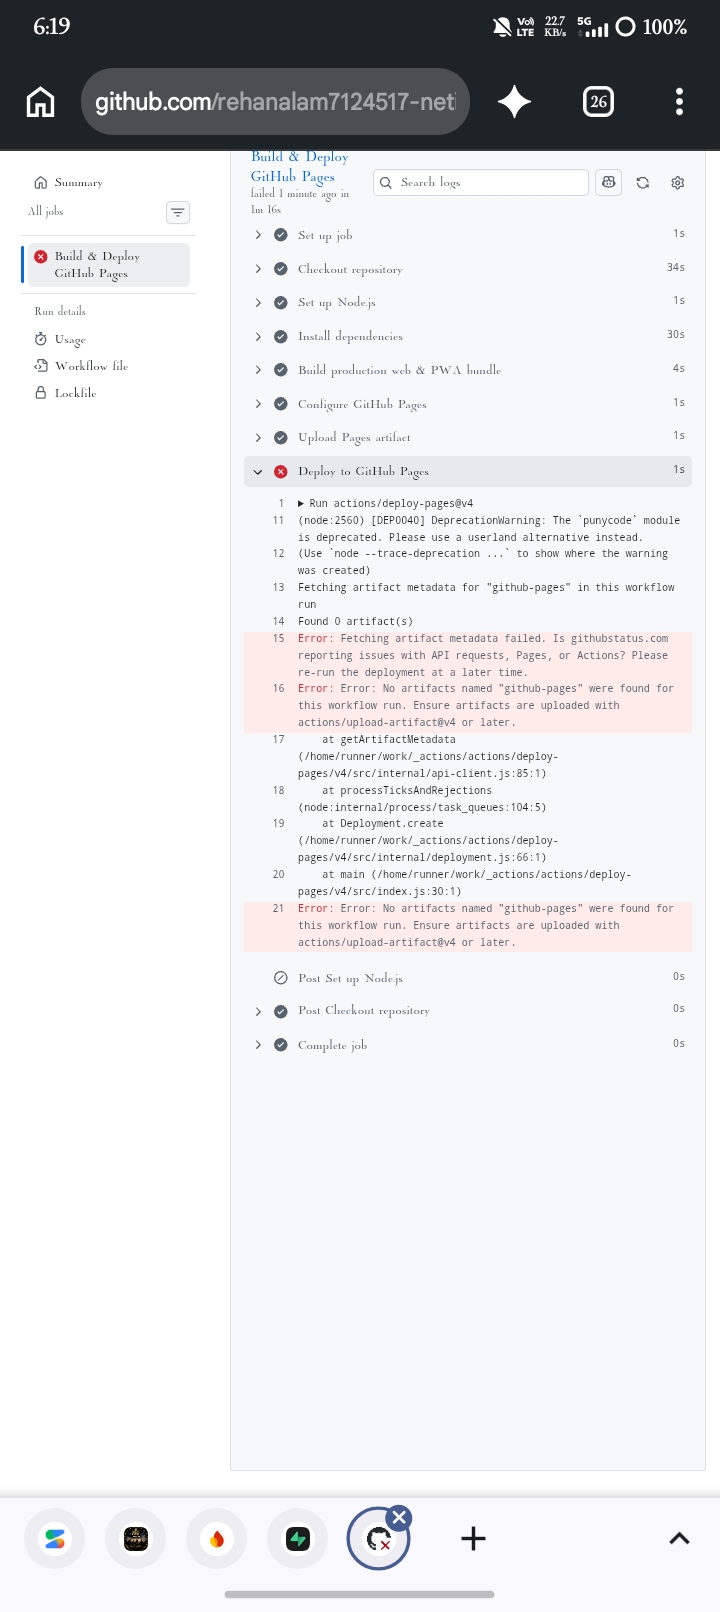 6:19
Vo)
LTE
22.7
KB/s
5G
100%
github.com/rehanalam7124517-net
26
Summary
All jobs
Build & Deploy
GitHub Pages
Run details
Usage
Workflow file
Lockfile
Build & Deploy
GitHub Pages
failed 1 minute ago in
1m 16s
Search logs
Set up job 1s
Checkout repository 34s
Set up Node.js 1s
Install dependencies 30s
Build production web & PWA bundle 4s
Configure GitHub Pages 1s
Upload Pages artifact 1s
Deploy to GitHub Pages 1s
1 ▶ Run actions/deploy-pages@v4
11 (node:2560) [DEP0040] DeprecationWarning: The `punycode` module
is deprecated. Please use a userland alternative instead.
12 (Use `node --trace-deprecation ...` to show where the warning
was created)
13 Fetching artifact metadata for "github-pages" in this workflow
run
14 Found 0 artifact(s)
15 Error: Fetching artifact metadata failed. Is githubstatus.com
reporting issues with API requests, Pages, or Actions? Please
re-run the deployment at a later time.
16 Error: Error: No artifacts named "github-pages" were found for
this workflow run. Ensure artifacts are uploaded with
actions/upload-artifact@v4 or later.
17 at getArtifactMetadata
(/home/runner/work/_actions/actions/deploy-
pages/v4/src/internal/api-client.js:85:1)
18 at processTicksAndRejections
(node:internal/process/task_queues:104:5)
19 at Deployment.create
(/home/runner/work/_actions/actions/deploy-
pages/v4/src/internal/deployment.js:66:1)
20 at main (/home/runner/work/_actions/actions/deploy-
pages/v4/src/index.js:30:1)
21 Error: Error: No artifacts named "github-pages" were found for
this workflow run. Ensure artifacts are uploaded with
actions/upload-artifact@v4 or later.
Post Set up Node.js 0s
Post Checkout repository 0s
Complete job 0s